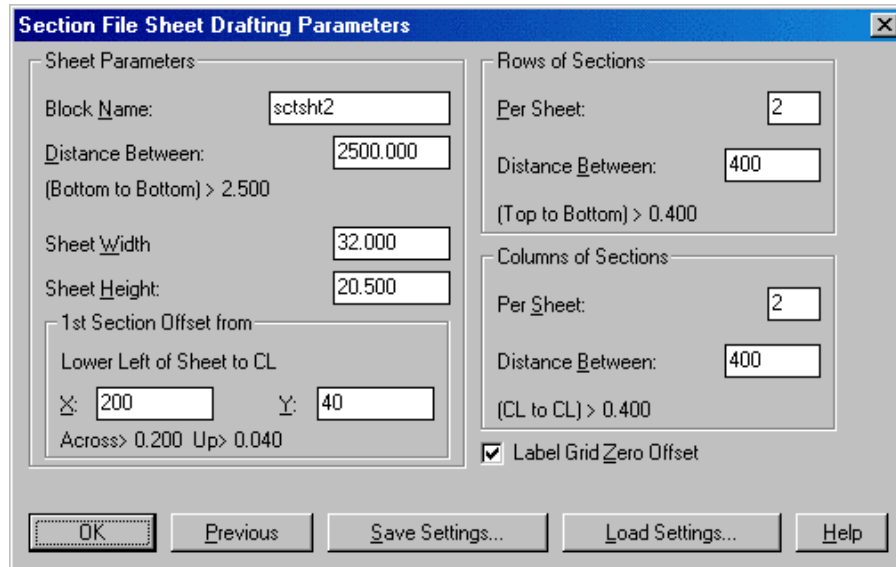 Section File Sheet Drafting Parameters
Sheet Parameters
Block Name: sctsht2
Distance Between: 2500.000
(Bottom to Bottom) > 2.500
Sheet Width 32.000
Sheet Height: 20.500
1st Section Offset from
Lower Left of Sheet to CL
X: 200 Y: 40
Across> 0.200 Up> 0.040
Rows of Sections
Per Sheet: 2
Distance Between: 400
(Top to Bottom) > 0.400
Columns of Sections
Per Sheet: 2
Distance Between: 400
(CL to CL) > 0.400
Label Grid Zero Offset
OK Previous Save Settings... Load Settings... Help